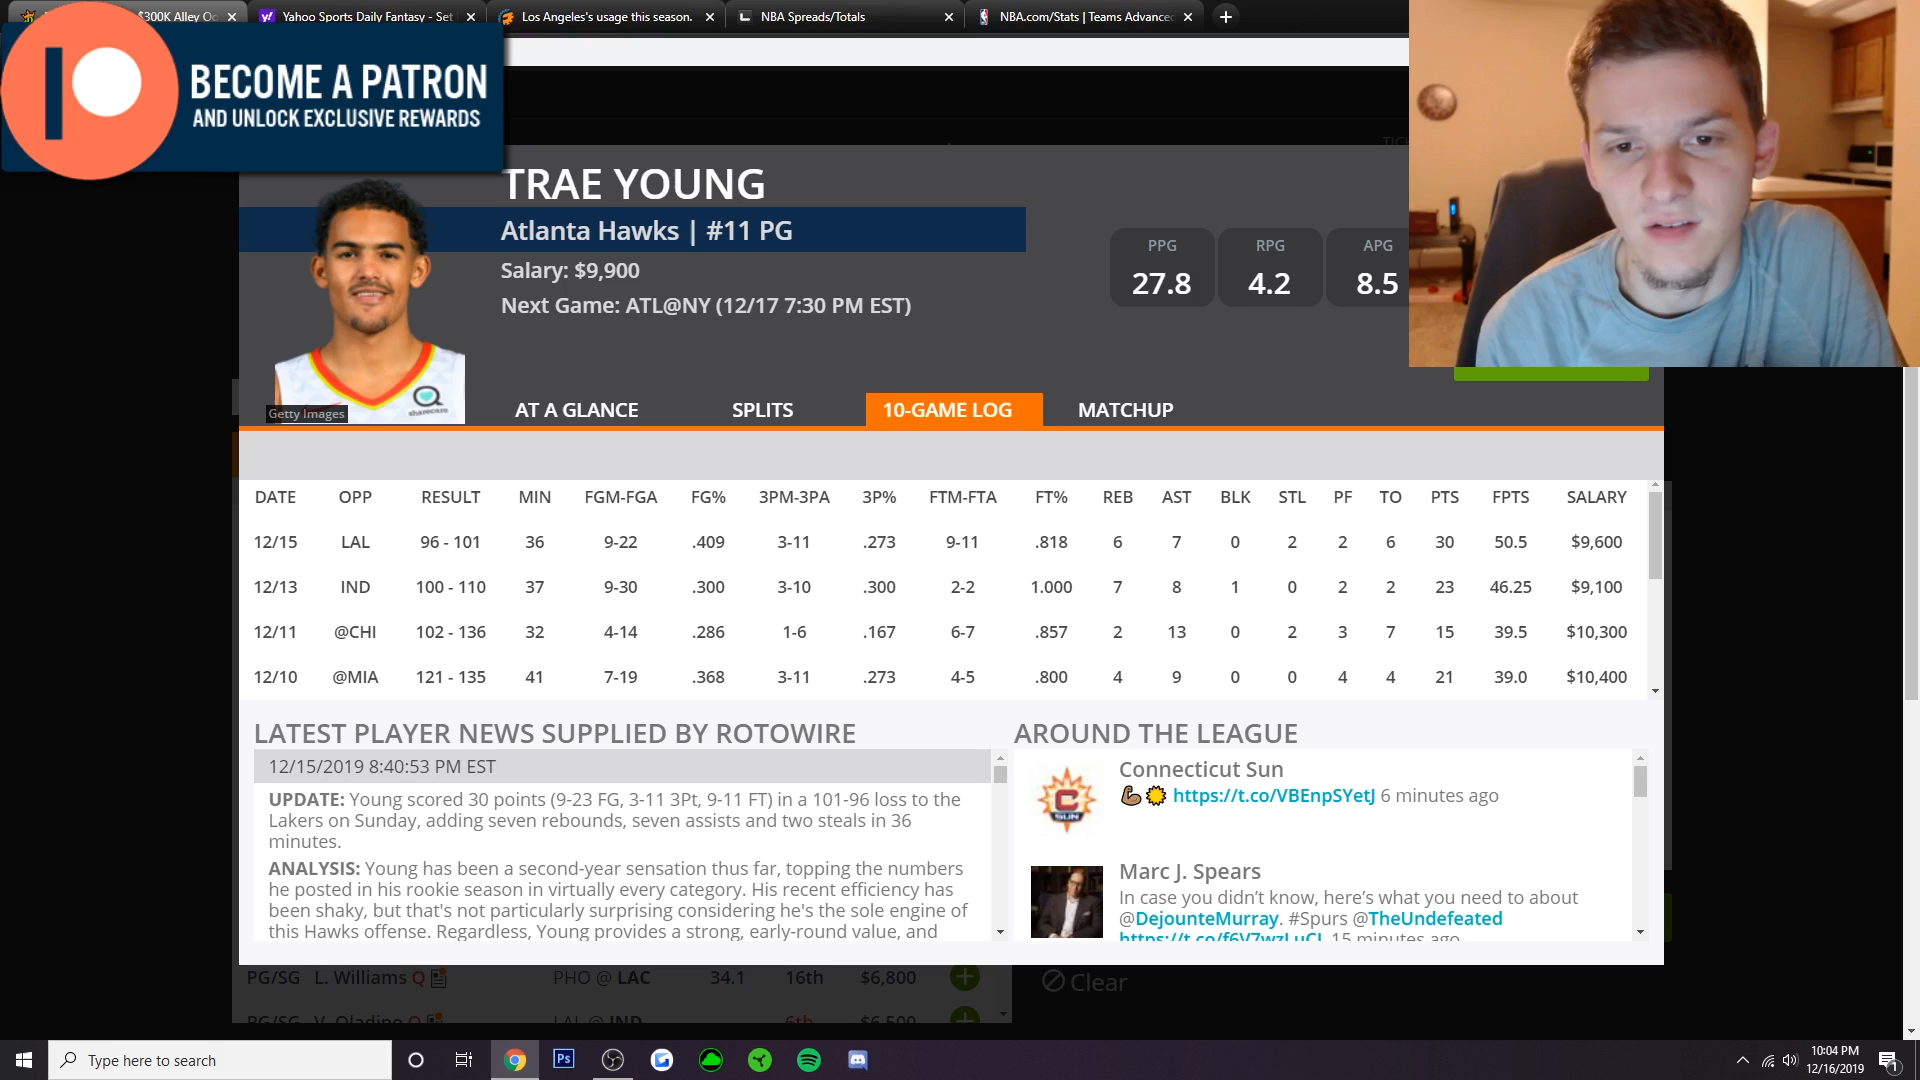 $300K Alley Oo
Yahoo Sports Daily Fantasy - Set
Los Angeles's usage this season.
NBA Spreads/Totals
NBA.com/Stats | Teams Advanced
BECOME A PATRON
AND UNLOCK EXCLUSIVE REWARDS
TRAE YOUNG
Atlanta Hawks | #11 PG
Salary: $9,900
Next Game: ATL@NY (12/17 7:30 PM EST)
PPG RPG APG
27.8 4.2 8.5
Getty Images
AT A GLANCE SPLITS 10-GAME LOG MATCHUP
DATE OPP RESULT MIN FGM-FGA FG% 3PM-3PA 3P% FTM-FTA FT% REB AST BLK STL PF TO PTS FPTS SALARY
12/15 LAL 96 - 101 36 9-22 .409 3-11 .273 9-11 .818 6 7 0 2 2 6 30 50.5 $9,600
12/13 IND 100 - 110 37 9-30 .300 3-10 .300 2-2 1.000 7 8 1 0 2 2 23 46.25 $9,100
12/11 @CHI 102 - 136 32 4-14 .286 1-6 .167 6-7 .857 2 13 0 2 3 7 15 39.5 $10,300
12/10 @MIA 121 - 135 41 7-19 .368 3-11 .273 4-5 .800 4 9 0 0 4 4 21 39.0 $10,400
LATEST PLAYER NEWS SUPPLIED BY ROTOWIRE
12/15/2019 8:40:53 PM EST
UPDATE: Young scored 30 points (9-23 FG, 3-11 3Pt, 9-11 FT) in a 101-96 loss to the
Lakers on Sunday, adding seven rebounds, seven assists and two steals in 36
minutes.
ANALYSIS: Young has been a second-year sensation thus far, topping the numbers
he posted in his rookie season in virtually every category. His recent efficiency has
been shaky, but that's not particularly surprising considering he's the sole engine of
this Hawks offense. Regardless, Young provides a strong, early-round value, and
AROUND THE LEAGUE
Connecticut Sun
https://t.co/VBEnpSYetJ 6 minutes ago
Marc J. Spears
In case you didn't know, here's what you need to about
@DejounteMurray. #Spurs @TheUndefeated
https://t.co/f6V7wzLuCL 15 minutes ago
PG/SG L. Williams Q PHO @ LAC 34.1 16th $6,800
Clear
PG/SG V. Oladipo Q LAL @ IND 6th $6,500
Type here to search
10:04 PM
12/16/2019